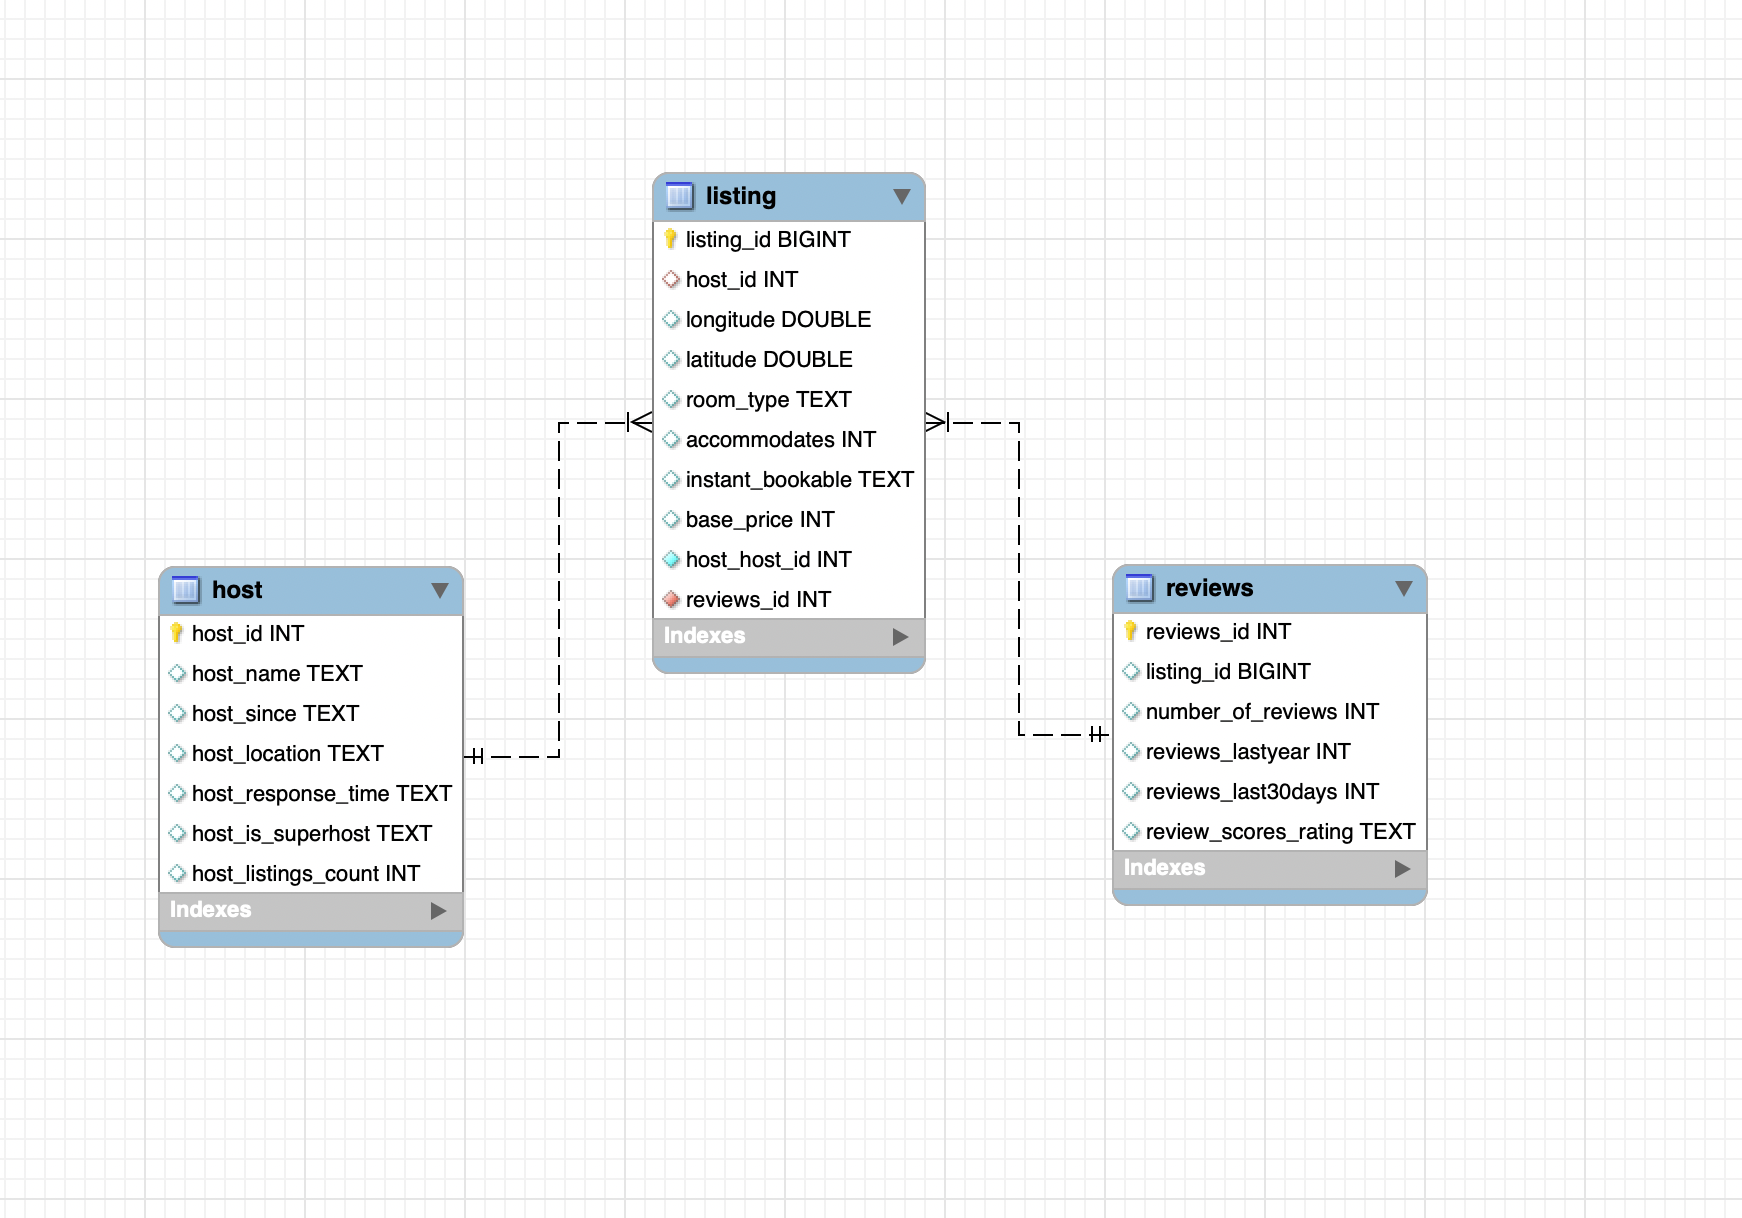 listing
listing_id BIGINT
host_id INT
longitude DOUBLE
latitude DOUBLE
room_type TEXT
accommodates INT
instant_bookable TEXT
base_price INT
host_host_id INT
reviews_id INT
Indexes
host
host_id INT
host_name TEXT
host_since TEXT
host_location TEXT
host_response_time TEXT
host_is_superhost TEXT
host_listings_count INT
Indexes
reviews
reviews_id INT
listing_id BIGINT
number_of_reviews INT
reviews_lastyear INT
reviews_last30days INT
review_scores_rating TEXT
Indexes